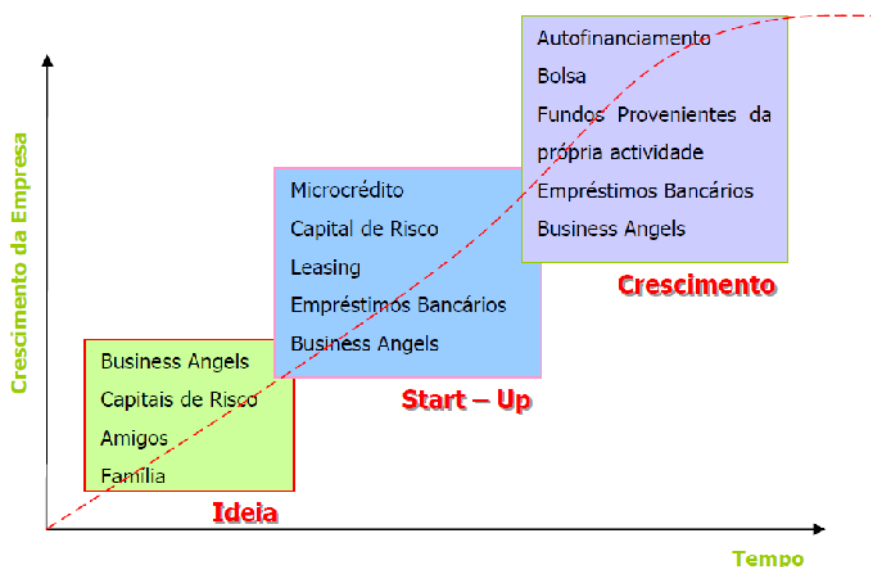 Crescimento da Empresa
Autofinanciamento
Bolsa
Fundos Provenientes da
própria actividade
Empréstimos Bancários
Business Angels
Crescimento
Microcrédito
Capital de Risco
Leasing
Empréstimos Bancários
Business Angels
Start – Up
Business Angels
Capitais de Risco
Amigos
Família
Ideia
Tempo